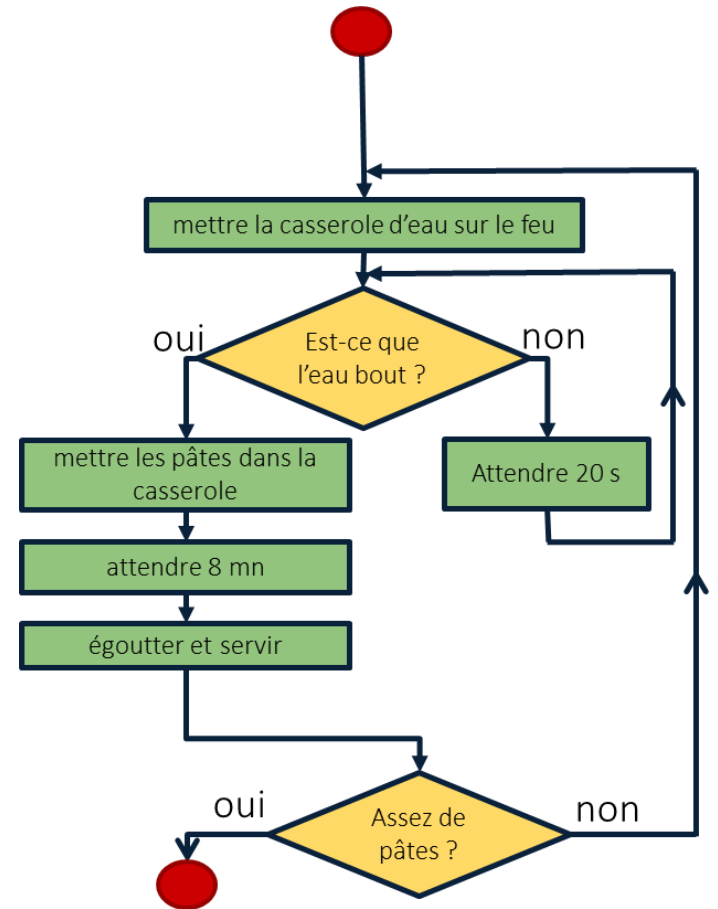 mettre la casserole d'eau sur le feu
oui
Est-ce que
l'eau bout ?
non
mettre les pâtes dans la
casserole
Attendre 20 s
attendre 8 mn
égoutter et servir
oui
Assez de
pâtes ?
non